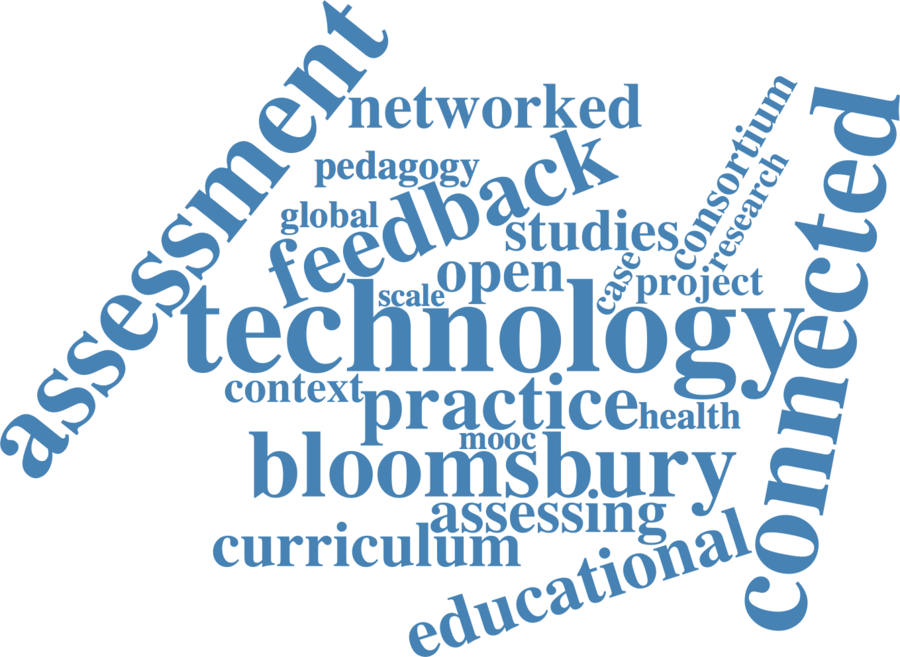 assessment
networked
pedagogy
consortium
connected
feedback
research
global
studies
open
case
project
scale
technology
context
practice
health
mooc
bloomsbury
assessing
curriculum
educational